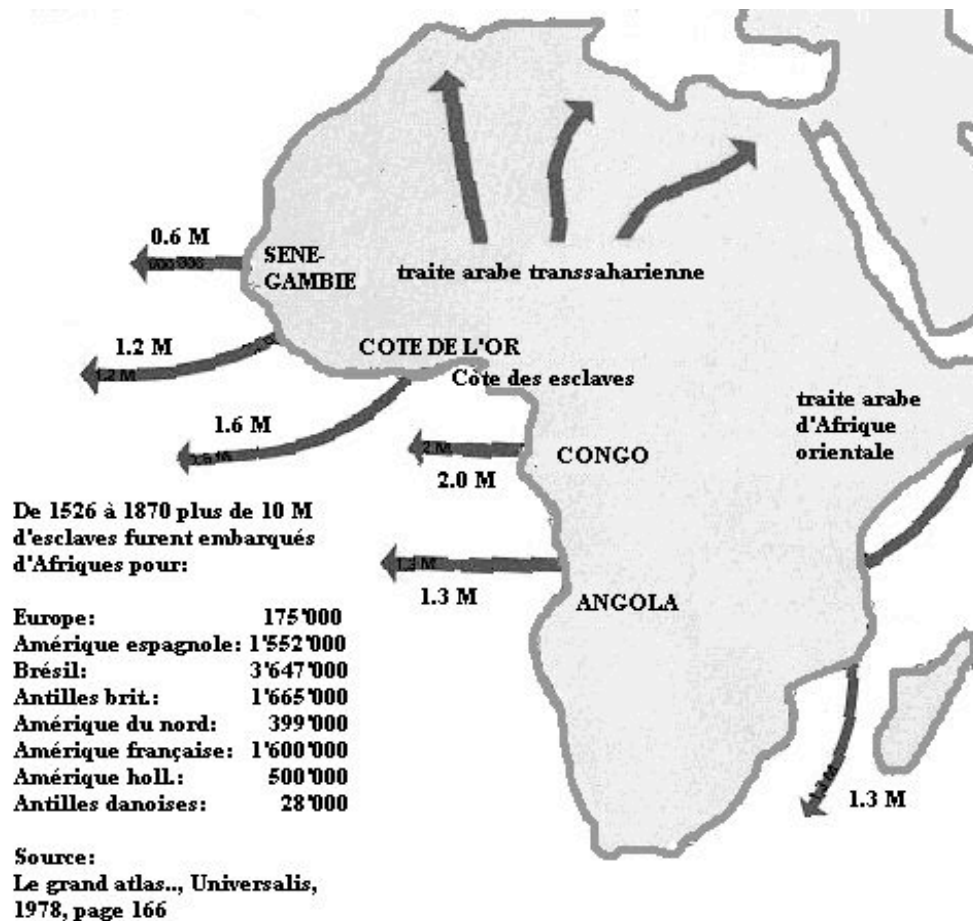 0.6 M
SENE-
GAMBIE
traite arabe transsaharienne
1.2 M
1.2 M
COTE DE L'OR
Côte des esclaves
traite arabe
d'Afrique
orientale
1.6 M
2.0 M
CONGO
1.3 M
1.3 M
ANGOLA
De 1526 à 1870 plus de 10 M
d'esclaves furent embarqués
d'Afriques pour:
Europe: 175'000
Amérique espagnole: 1'552'000
Brésil: 3'647'000
Antilles brit.: 1'665'000
Amérique du nord: 399'000
Amérique française: 1'600'000
Amérique holl.: 500'000
Antilles danoises: 28'000
1.3 M
Source:
Le grand atlas.., Universalis,
1978, page 166